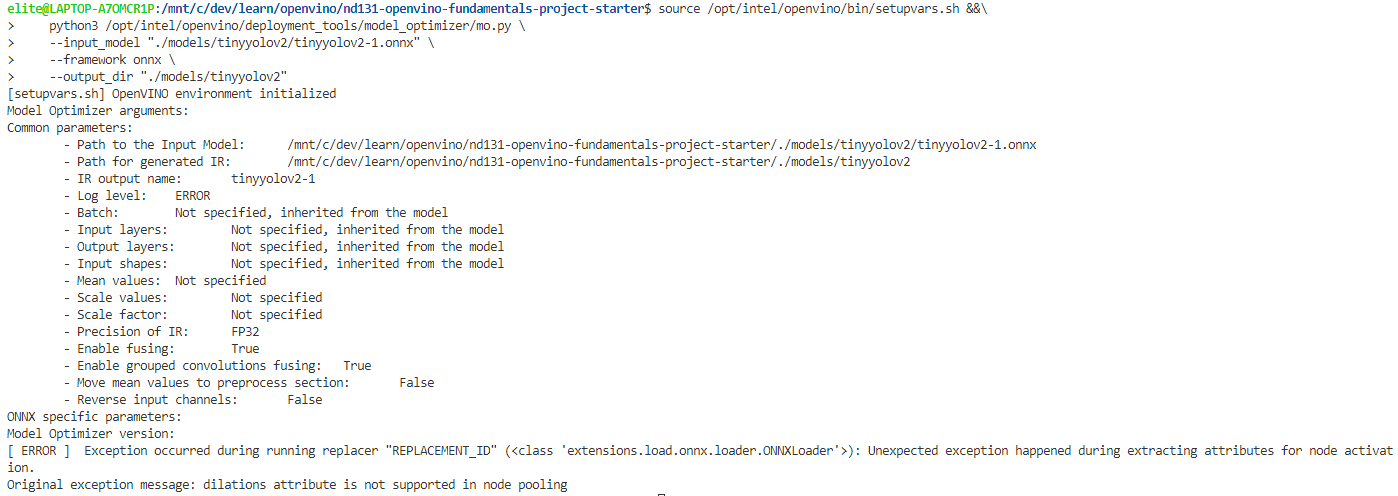 elite@LAPTOP-A7OMCR1P:/mnt/c/dev/learn/openvino/nd131-openvino-fundamentals-project-starter$ source /opt/intel/openvino/bin/setupvars.sh &&\
>     python3 /opt/intel/openvino/deployment_tools/model_optimizer/mo.py \
>     --input_model "./models/tinyyolov2/tinyyolov2-1.onnx" \
>     --framework onnx \
>     --output_dir "./models/tinyyolov2"
[setupvars.sh] OpenVINO environment initialized
Model Optimizer arguments:
Common parameters:
- Path to the Input Model: /mnt/c/dev/learn/openvino/nd131-openvino-fundamentals-project-starter/./models/tinyyolov2/tinyyolov2-1.onnx
- Path for generated IR: /mnt/c/dev/learn/openvino/nd131-openvino-fundamentals-project-starter/./models/tinyyolov2
- IR output name: tinyyolov2-1
- Log level: ERROR
- Batch: Not specified, inherited from the model
- Input layers: Not specified, inherited from the model
- Output layers: Not specified, inherited from the model
- Input shapes: Not specified, inherited from the model
- Mean values: Not specified
- Scale values: Not specified
- Scale factor: Not specified
- Precision of IR: FP32
- Enable fusing: True
- Enable grouped convolutions fusing: True
- Move mean values to preprocess section: False
- Reverse input channels: False
ONNX specific parameters:
Model Optimizer version:
[ ERROR ]  Exception occurred during running replacer "REPLACEMENT_ID" (<class 'extensions.load.onnx.loader.ONNXLoader'>): Unexpected exception happened during extracting attributes for node activat
ion.
Original exception message: dilations attribute is not supported in node pooling